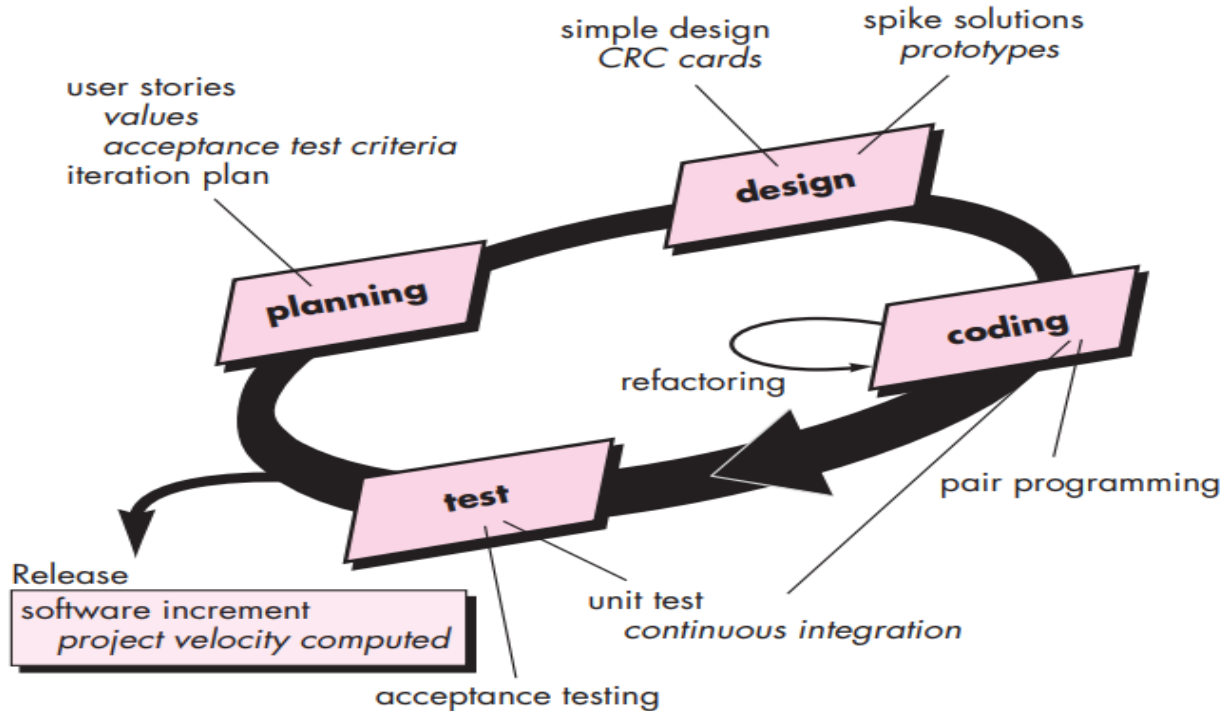 simple design
CRC cards
spike solutions
prototypes
user stories
values
acceptance test criteria
iteration plan
design
planning
coding
refactoring
test
pair programming
Release
software increment
project velocity computed
unit test
continuous integration
acceptance testing